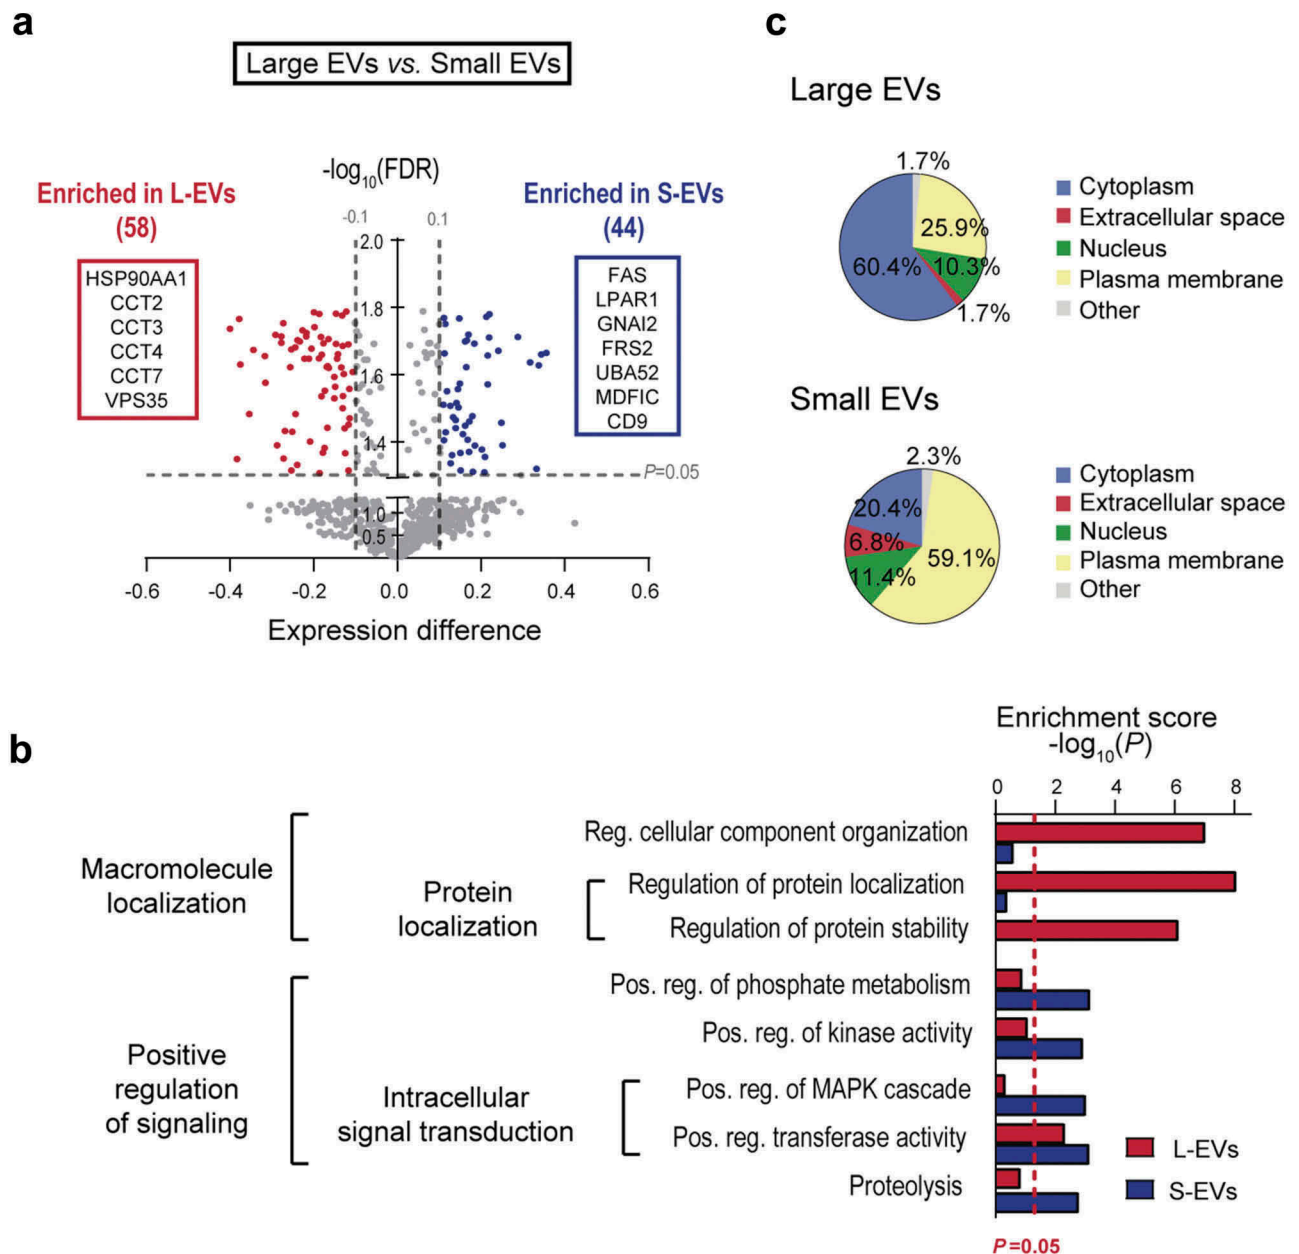 a
Large EVs vs. Small EVs
-log10(FDR)
Enriched in L-EVs
(58)
Enriched in S-EVs
(44)
-0.1
0.1
HSP90AA1
CCT2
CCT3
CCT4
CCT7
VPS35
FAS
LPAR1
GNAI2
FRS2
UBA52
MDFIC
CD9
2.0
1.8
1.6
1.4
1.0
0.5
P=0.05
-0.6
-0.4
-0.2
0.0
0.2
0.4
0.6
Expression difference
c
Large EVs
1.7%
25.9%
60.4%
10.3%
1.7%
Cytoplasm
Extracellular space
Nucleus
Plasma membrane
Other
Small EVs
2.3%
20.4%
6.8%
59.1%
11.4%
Cytoplasm
Extracellular space
Nucleus
Plasma membrane
Other
b
Enrichment score
-log10(P)
0
2
4
6
8
Macromolecule
localization
Protein
localization
Reg. cellular component organization
Regulation of protein localization
Regulation of protein stability
Positive
regulation
of signaling
Intracellular
signal transduction
Pos. reg. of phosphate metabolism
Pos. reg. of kinase activity
Pos. reg. of MAPK cascade
Pos. reg. transferase activity
Proteolysis
L-EVs
S-EVs
P=0.05